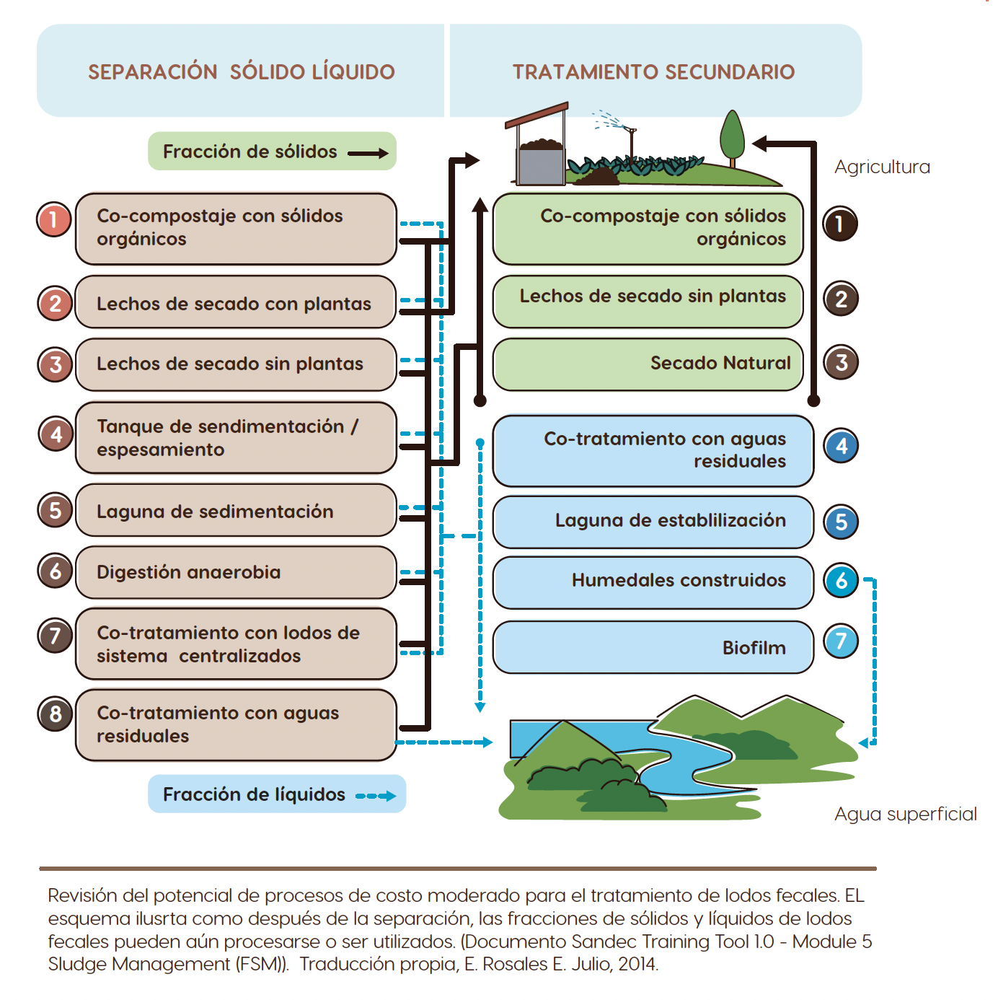 SEPARACIÓN  SÓLIDO LÍQUIDO
TRATAMIENTO SECUNDARIO
Fracción de sólidos
Agricultura
1
Co-compostaje con sólidos
orgánicos
2
Lechos de secado con plantas
3
Lechos de secado sin plantas
4
Tanque de sendimentación /
espesamiento
5
Laguna de sedimentación
6
Digestión anaerobia
7
Co-tratamiento con lodos de
sistema  centralizados
8
Co-tratamiento con aguas
residuales
Fracción de líquidos
Co-compostaje con sólidos
orgánicos
1
Lechos de secado sin plantas
2
Secado Natural
3
Co-tratamiento con aguas
residuales
4
Laguna de establilización
5
Humedales construidos
6
Biofilm
7
Agua superficial
Revisión del potencial de procesos de costo moderado para el tratamiento de lodos fecales. EL
esquema ilusrta como después de la separación, las fracciones de sólidos y líquidos de lodos
fecales pueden aún procesarse o ser utilizados. (Documento Sandec Training Tool 1.0 - Module 5
Sludge Management (FSM)).  Traducción propia, E. Rosales E. Julio, 2014.